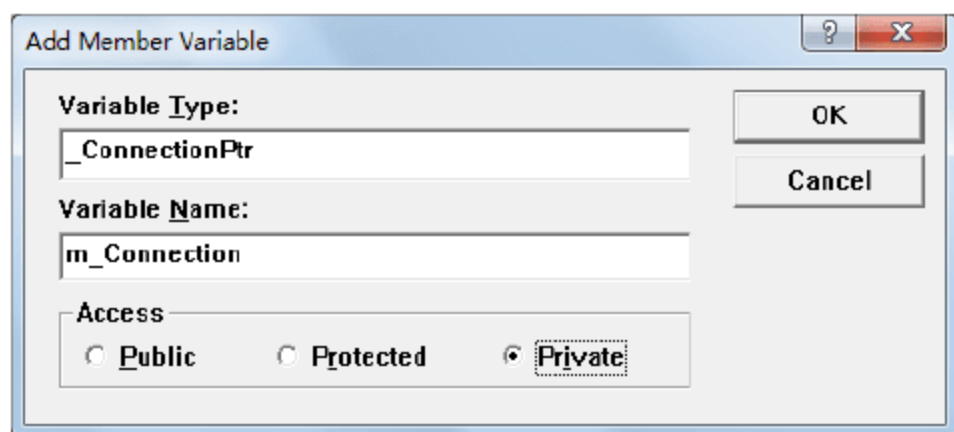 Add Member Variable
Variable Type:
OK
_ConnectionPtr
Cancel
Variable Name:
m_Connection
Access
Public Protected Private